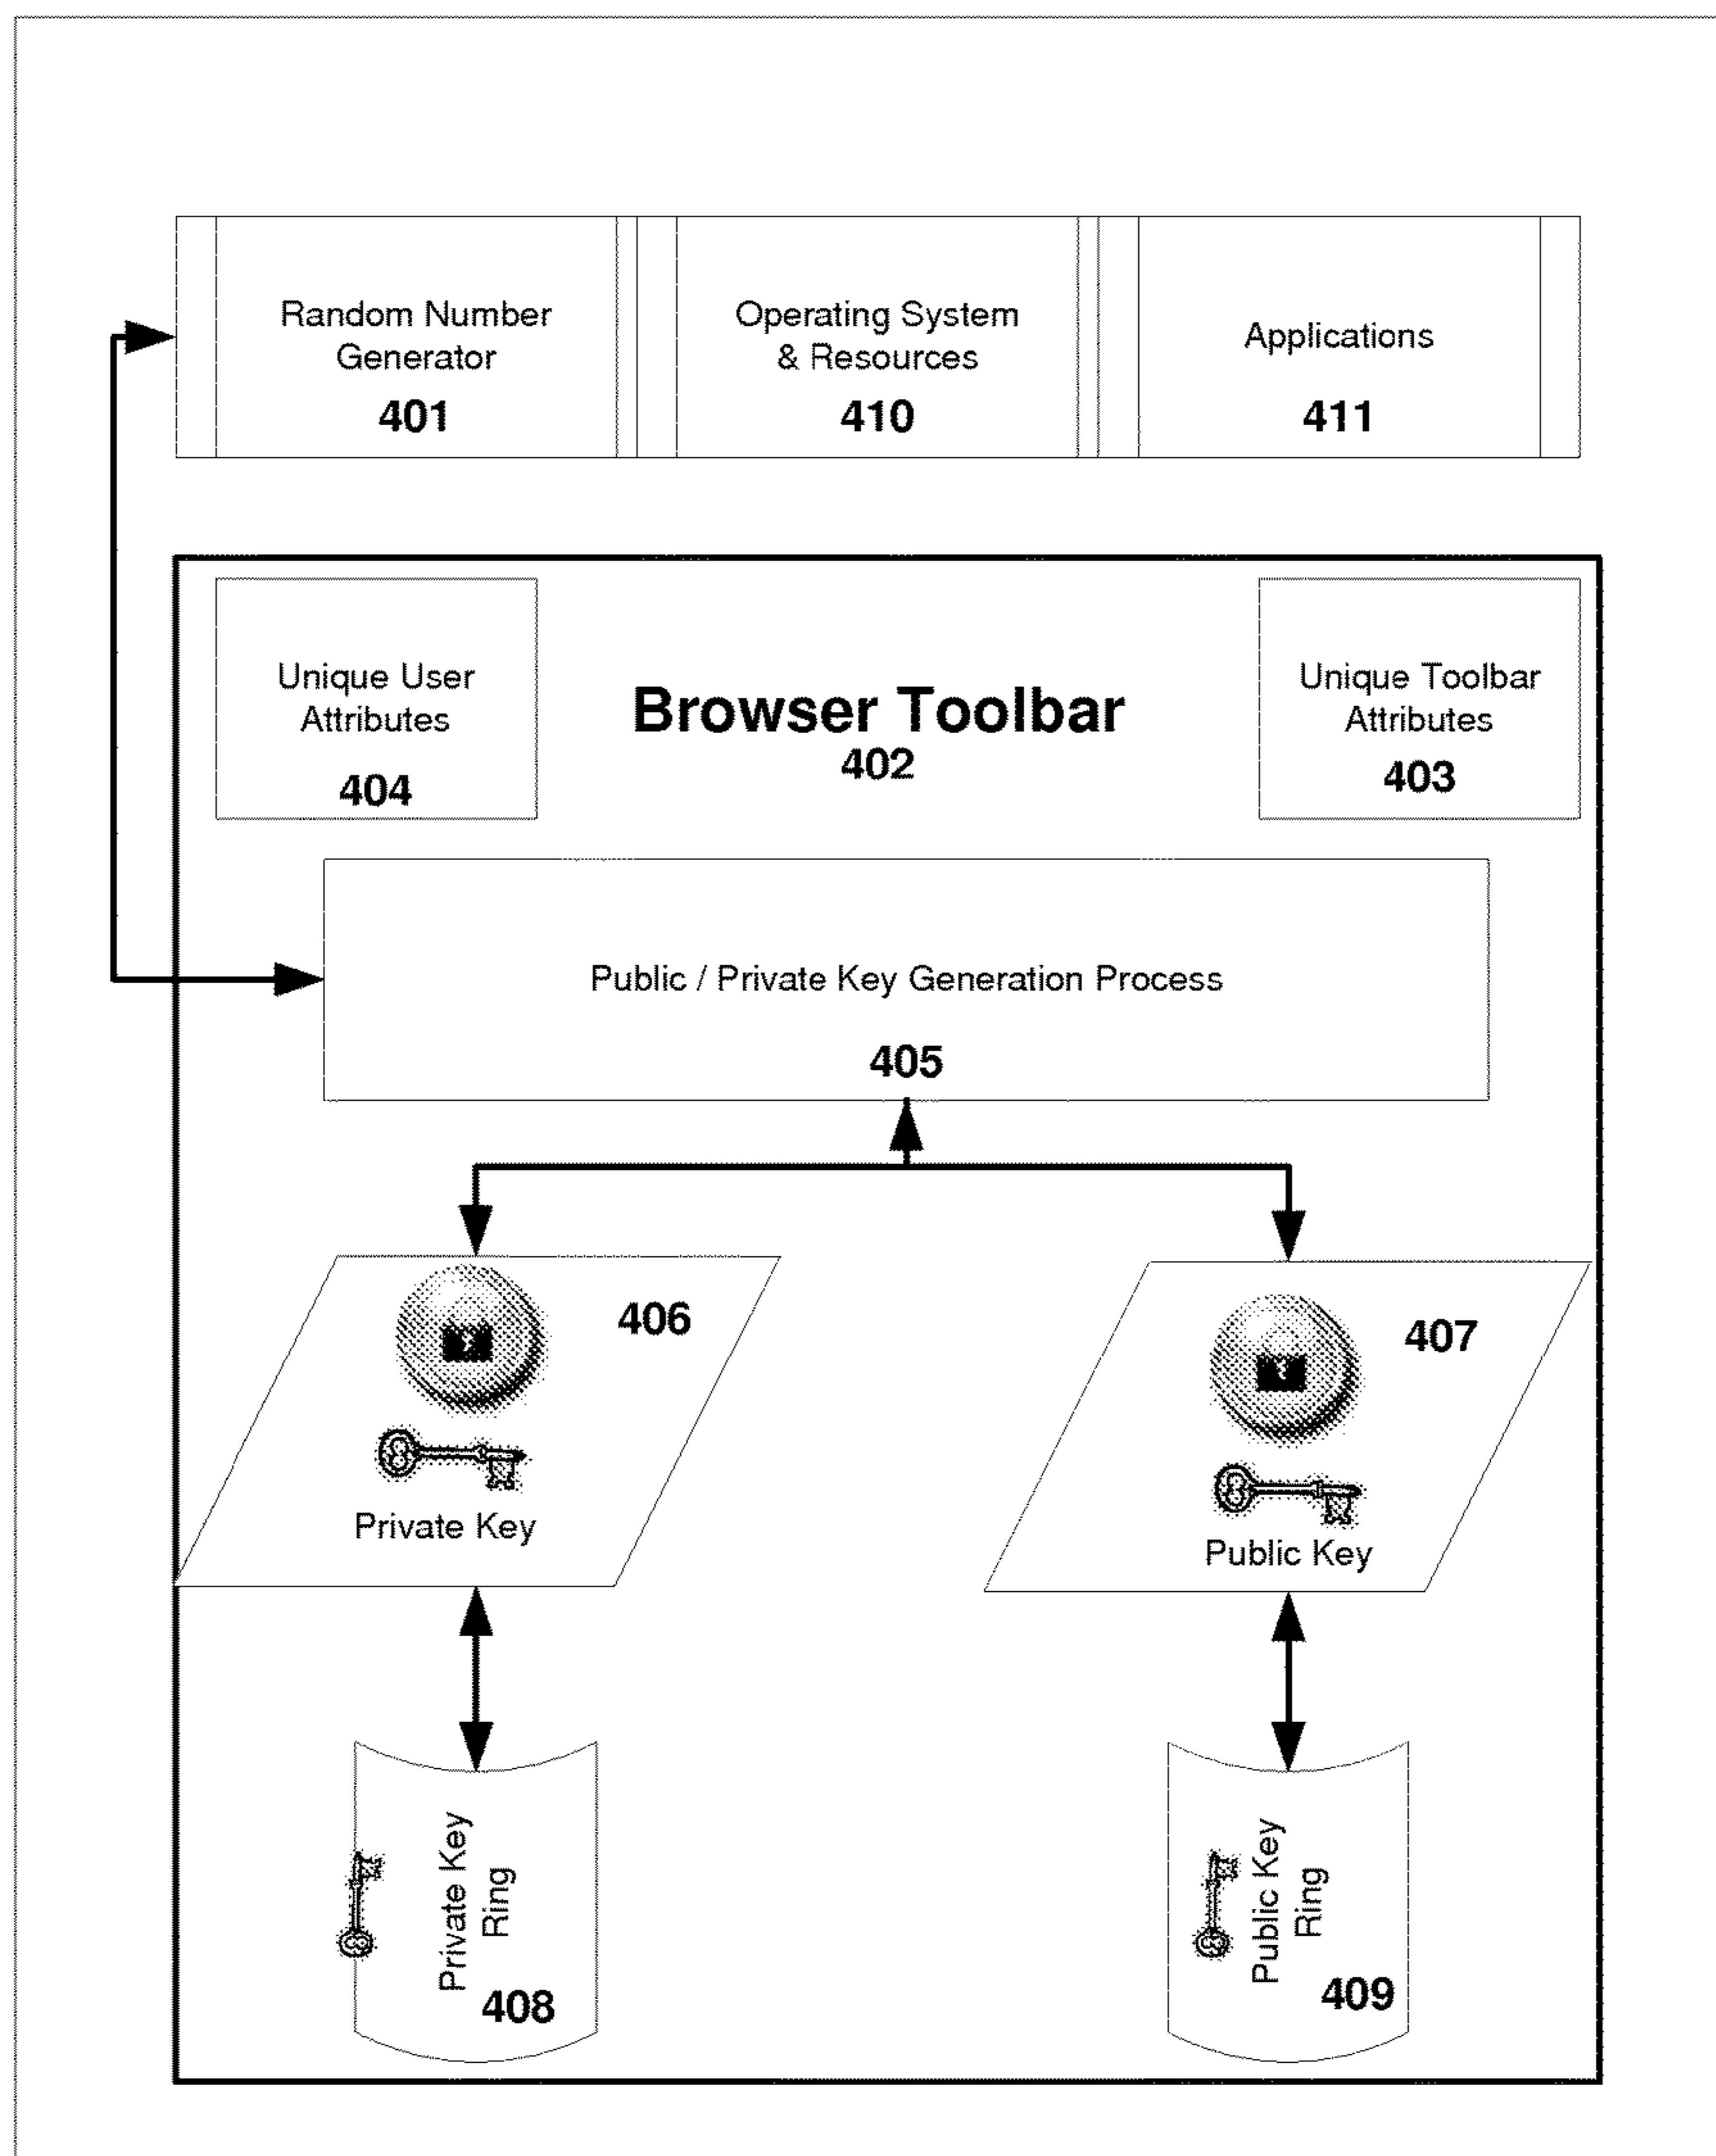 Random Number
Generator
401
Operating System
& Resources
410
Applications
411
Unique User
Attributes
404
Browser Toolbar
402
Unique Toolbar
Attributes
403
Public / Private Key Generation Process
405
406
Private Key
407
Public Key
Private Key
Ring
408
Public Key
Ring
409